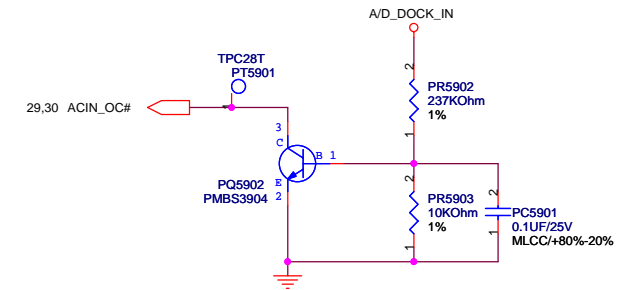 A/D_DOCK_IN
TPC28T
PT5901
29,30 ACIN_OC#
2
PR5902
237KOhm
1%
1
3
C
B 1
E
2
PQ5902
PMBS3904
2
PR5903
10KOhm
1%
1
2
PC5901
0.1UF/25V
MLCC/+80%-20%
1